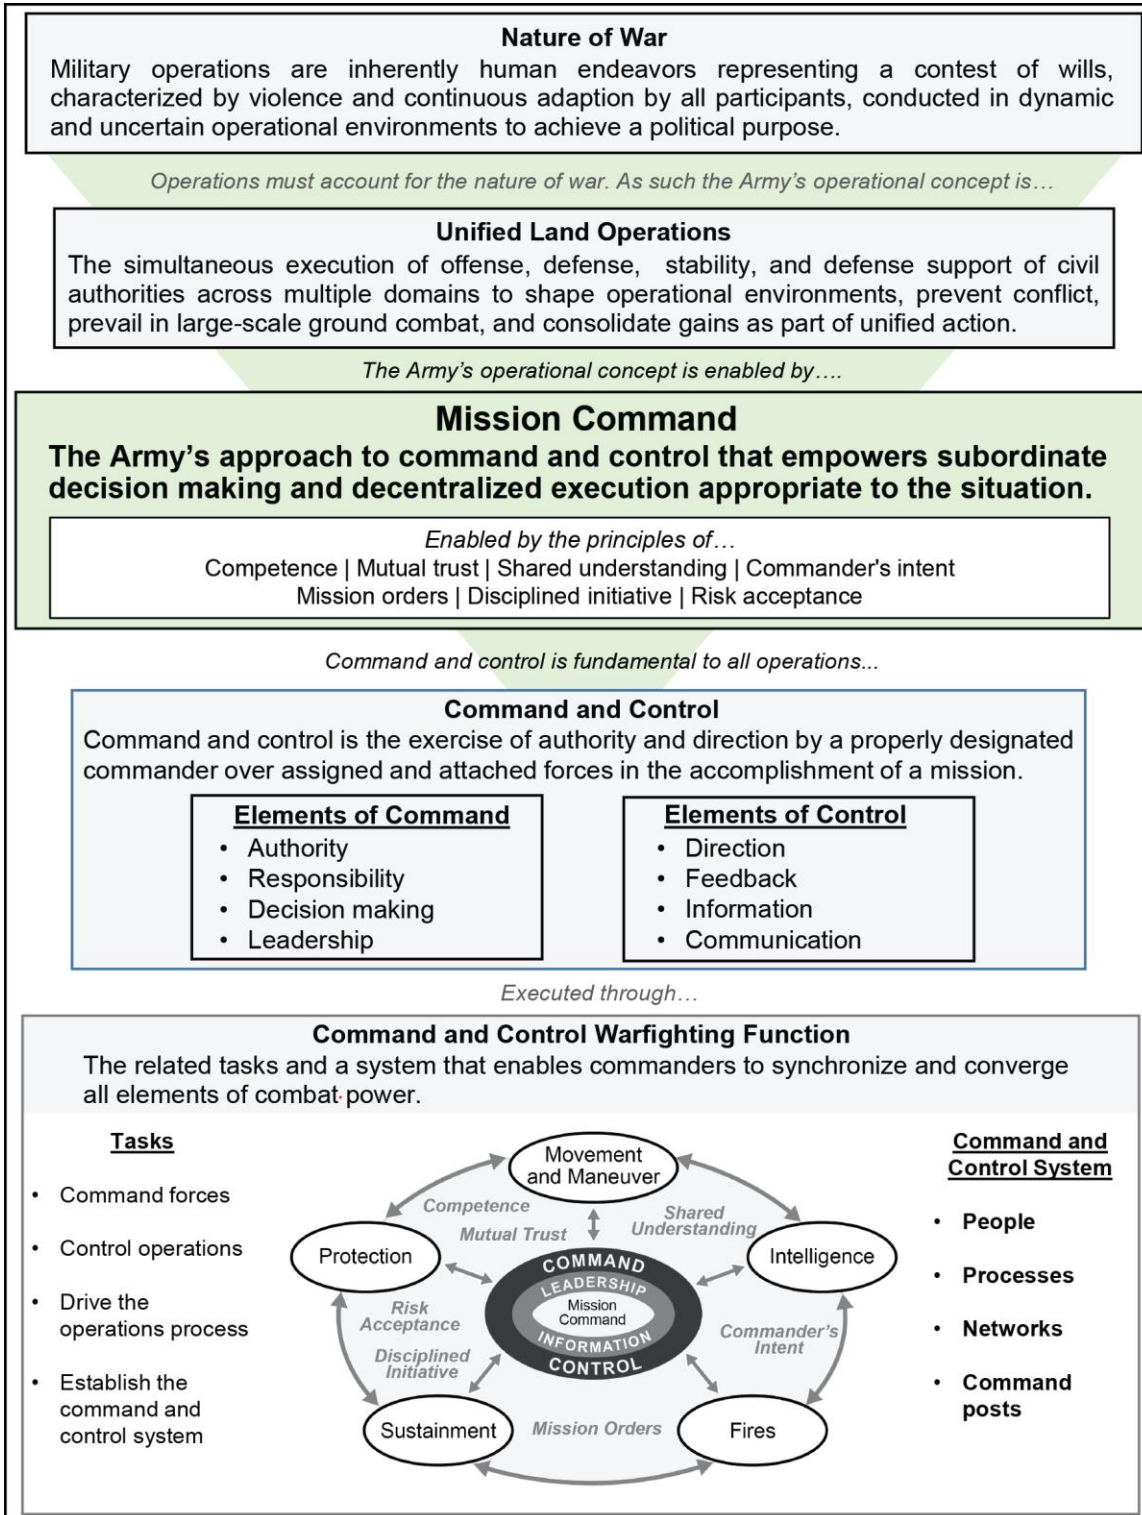 Nature of War
Military operations are inherently human endeavors representing a contest of wills,
characterized by violence and continuous adaption by all participants, conducted in dynamic
and uncertain operational environments to achieve a political purpose.
Operations must account for the nature of war. As such the Army's operational concept is…
Unified Land Operations
The simultaneous execution of offense, defense, stability, and defense support of civil
authorities across multiple domains to shape operational environments, prevent conflict,
prevail in large-scale ground combat, and consolidate gains as part of unified action.
The Army's operational concept is enabled by….
Mission Command
The Army's approach to command and control that empowers subordinate
decision making and decentralized execution appropriate to the situation.
Enabled by the principles of…
Competence | Mutual trust | Shared understanding | Commander's intent
Mission orders | Disciplined initiative | Risk acceptance
Command and control is fundamental to all operations...
Command and Control
Command and control is the exercise of authority and direction by a properly designated
commander over assigned and attached forces in the accomplishment of a mission.
Elements of Command
• Authority
• Responsibility
• Decision making
• Leadership
Elements of Control
• Direction
• Feedback
• Information
• Communication
Executed through…
Command and Control Warfighting Function
The related tasks and a system that enables commanders to synchronize and converge
all elements of combat power.
Tasks
• Command forces
• Control operations
• Drive the
operations process
• Establish the
command and
control system
Movement
and Maneuver
Competence
Mutual Trust
Shared
Understanding
Protection
Intelligence
COMMAND
LEADERSHIP
Mission
Command
INFORMATION
CONTROL
Risk
Acceptance
Disciplined
Initiative
Commander's
Intent
Sustainment
Mission Orders
Fires
Command and
Control System
• People
• Processes
• Networks
• Command
posts